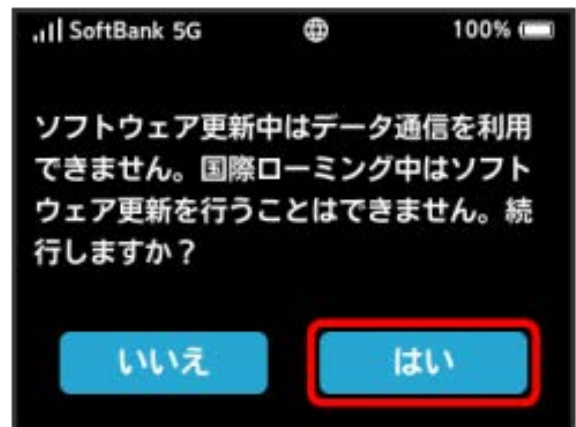 SoftBank 5G 100%
ソフトウェア更新中はデータ通信を利用
できません。国際ローミング中はソフト
ウェア更新を行うことはできません。続
行しますか？
いいえ はい